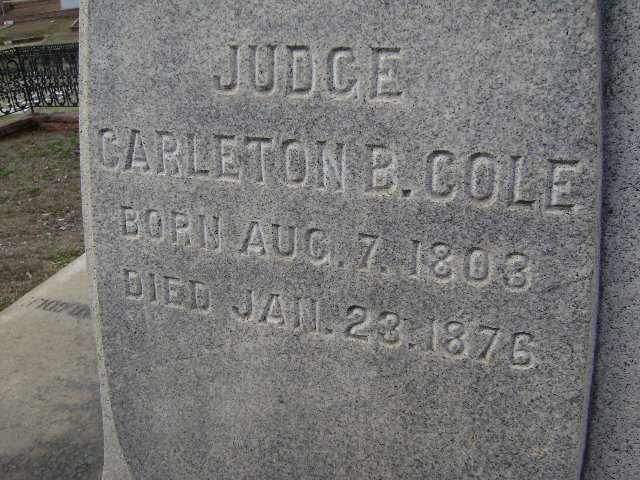 JUDGE
CARLETON B. COLE
BORN AUG. 7. 1803
DIED JAN. 23. 1876